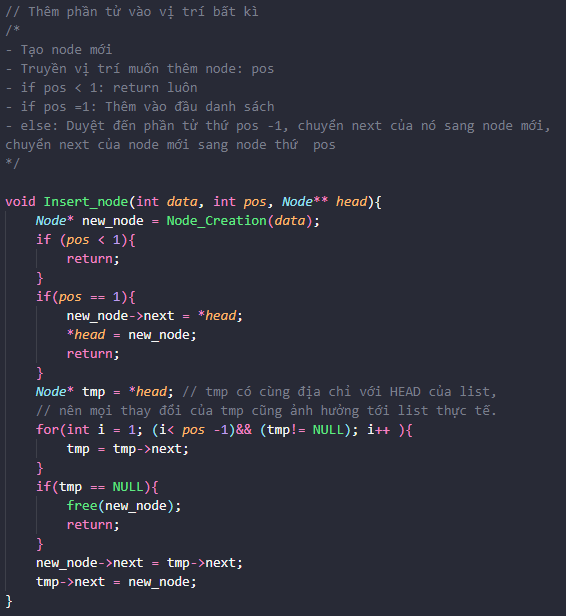 // Thêm phần tử vào vị trí bất kì
/*
- Tạo node mới
- Truyền vị trí muốn thêm node: pos
- if pos < 1: return luôn
- if pos =1: Thêm vào đầu danh sách
- else: Duyệt đến phần tử thứ pos -1, chuyển next của nó sang node mới,
chuyển next của node mới sang node thứ  pos
*/

void Insert_node(int data, int pos, Node** head){
    Node* new_node = Node_Creation(data);
    if (pos < 1){
        return;
    }
    if(pos == 1){
        new_node->next = *head;
        *head = new_node;
        return;
    }
    Node* tmp = *head; // tmp có cùng địa chỉ với HEAD của list,
    // nên mọi thay đổi của tmp cũng ảnh hưởng tới list thực tế.
    for(int i = 1; (i< pos -1)&& (tmp!= NULL); i++ ){
        tmp = tmp->next;
    }
    if(tmp == NULL){
        free(new_node);
        return;
    }
    new_node->next = tmp->next;
    tmp->next = new_node;
}